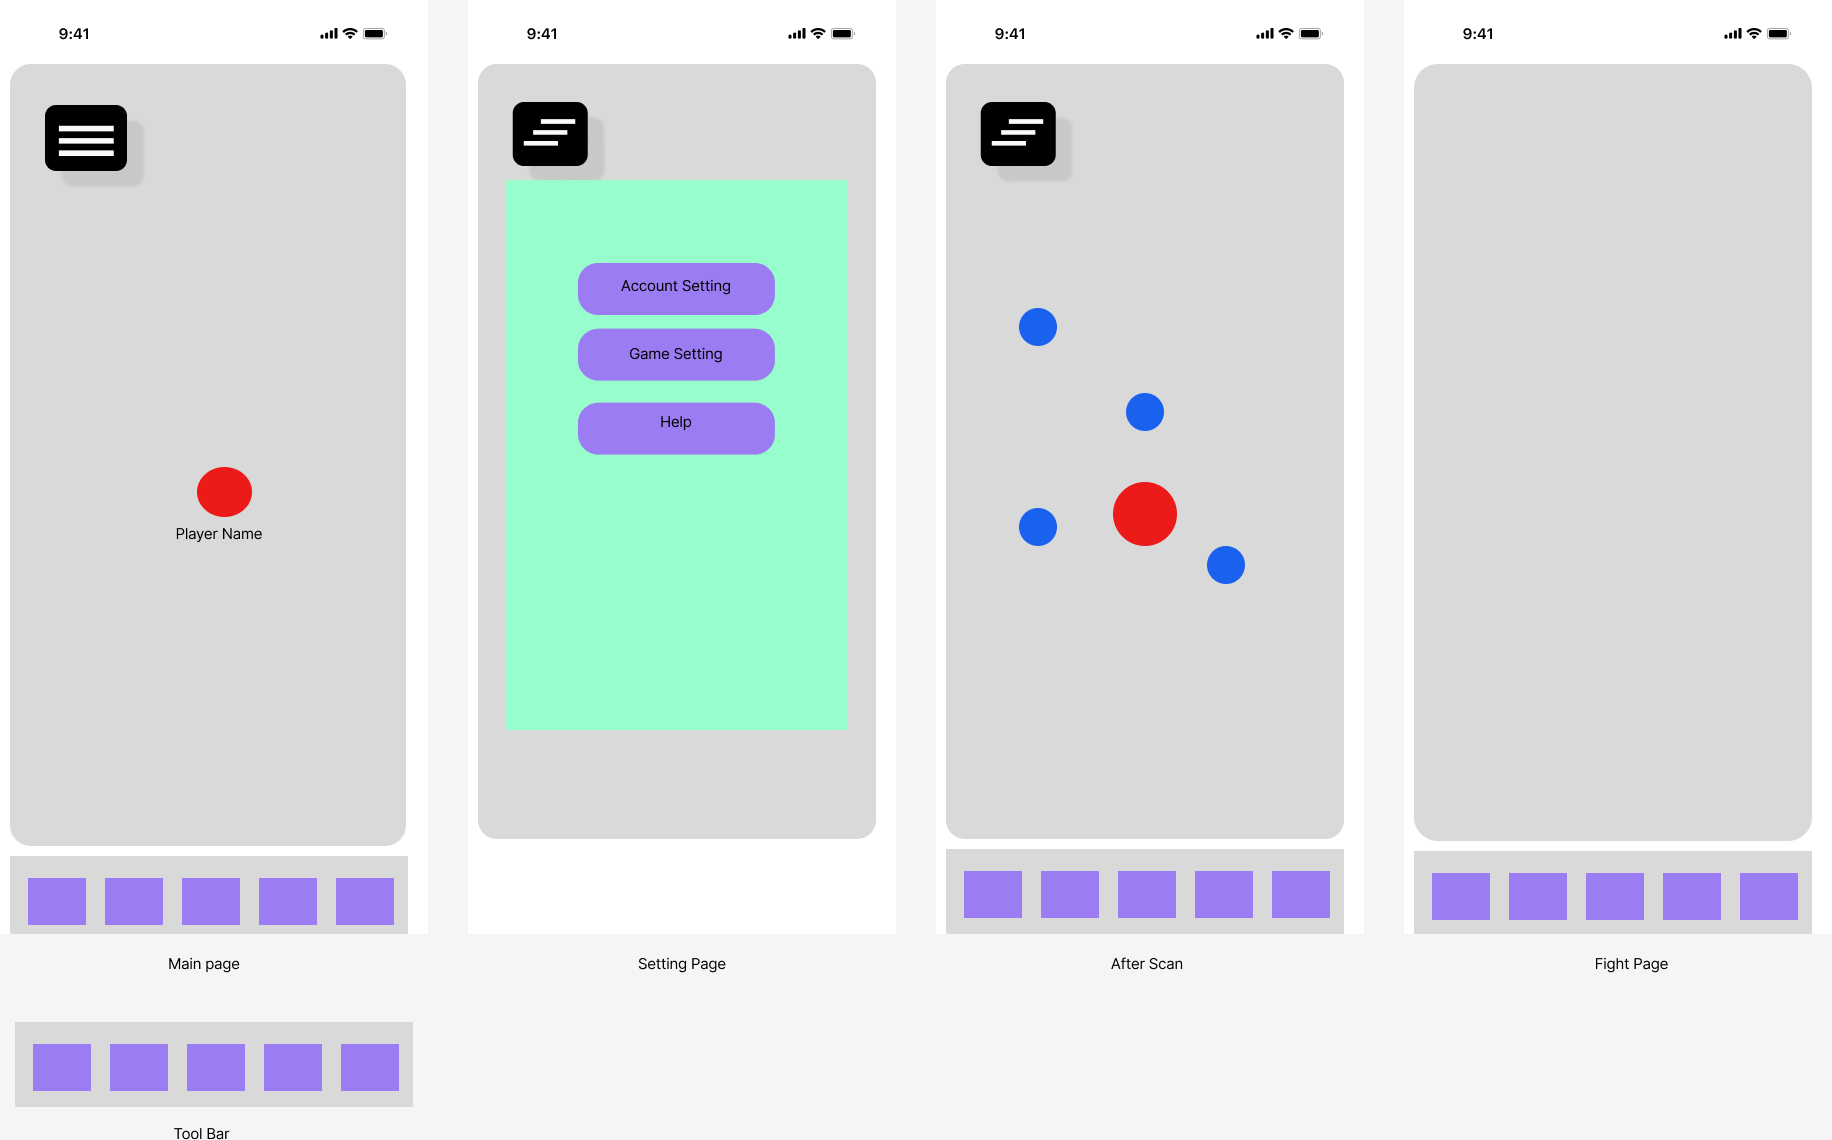 9:41
9:41
9:41
9:41
Player Name
Account Setting
Game Setting
Help
Main page
Setting Page
After Scan
Fight Page
Tool Bar